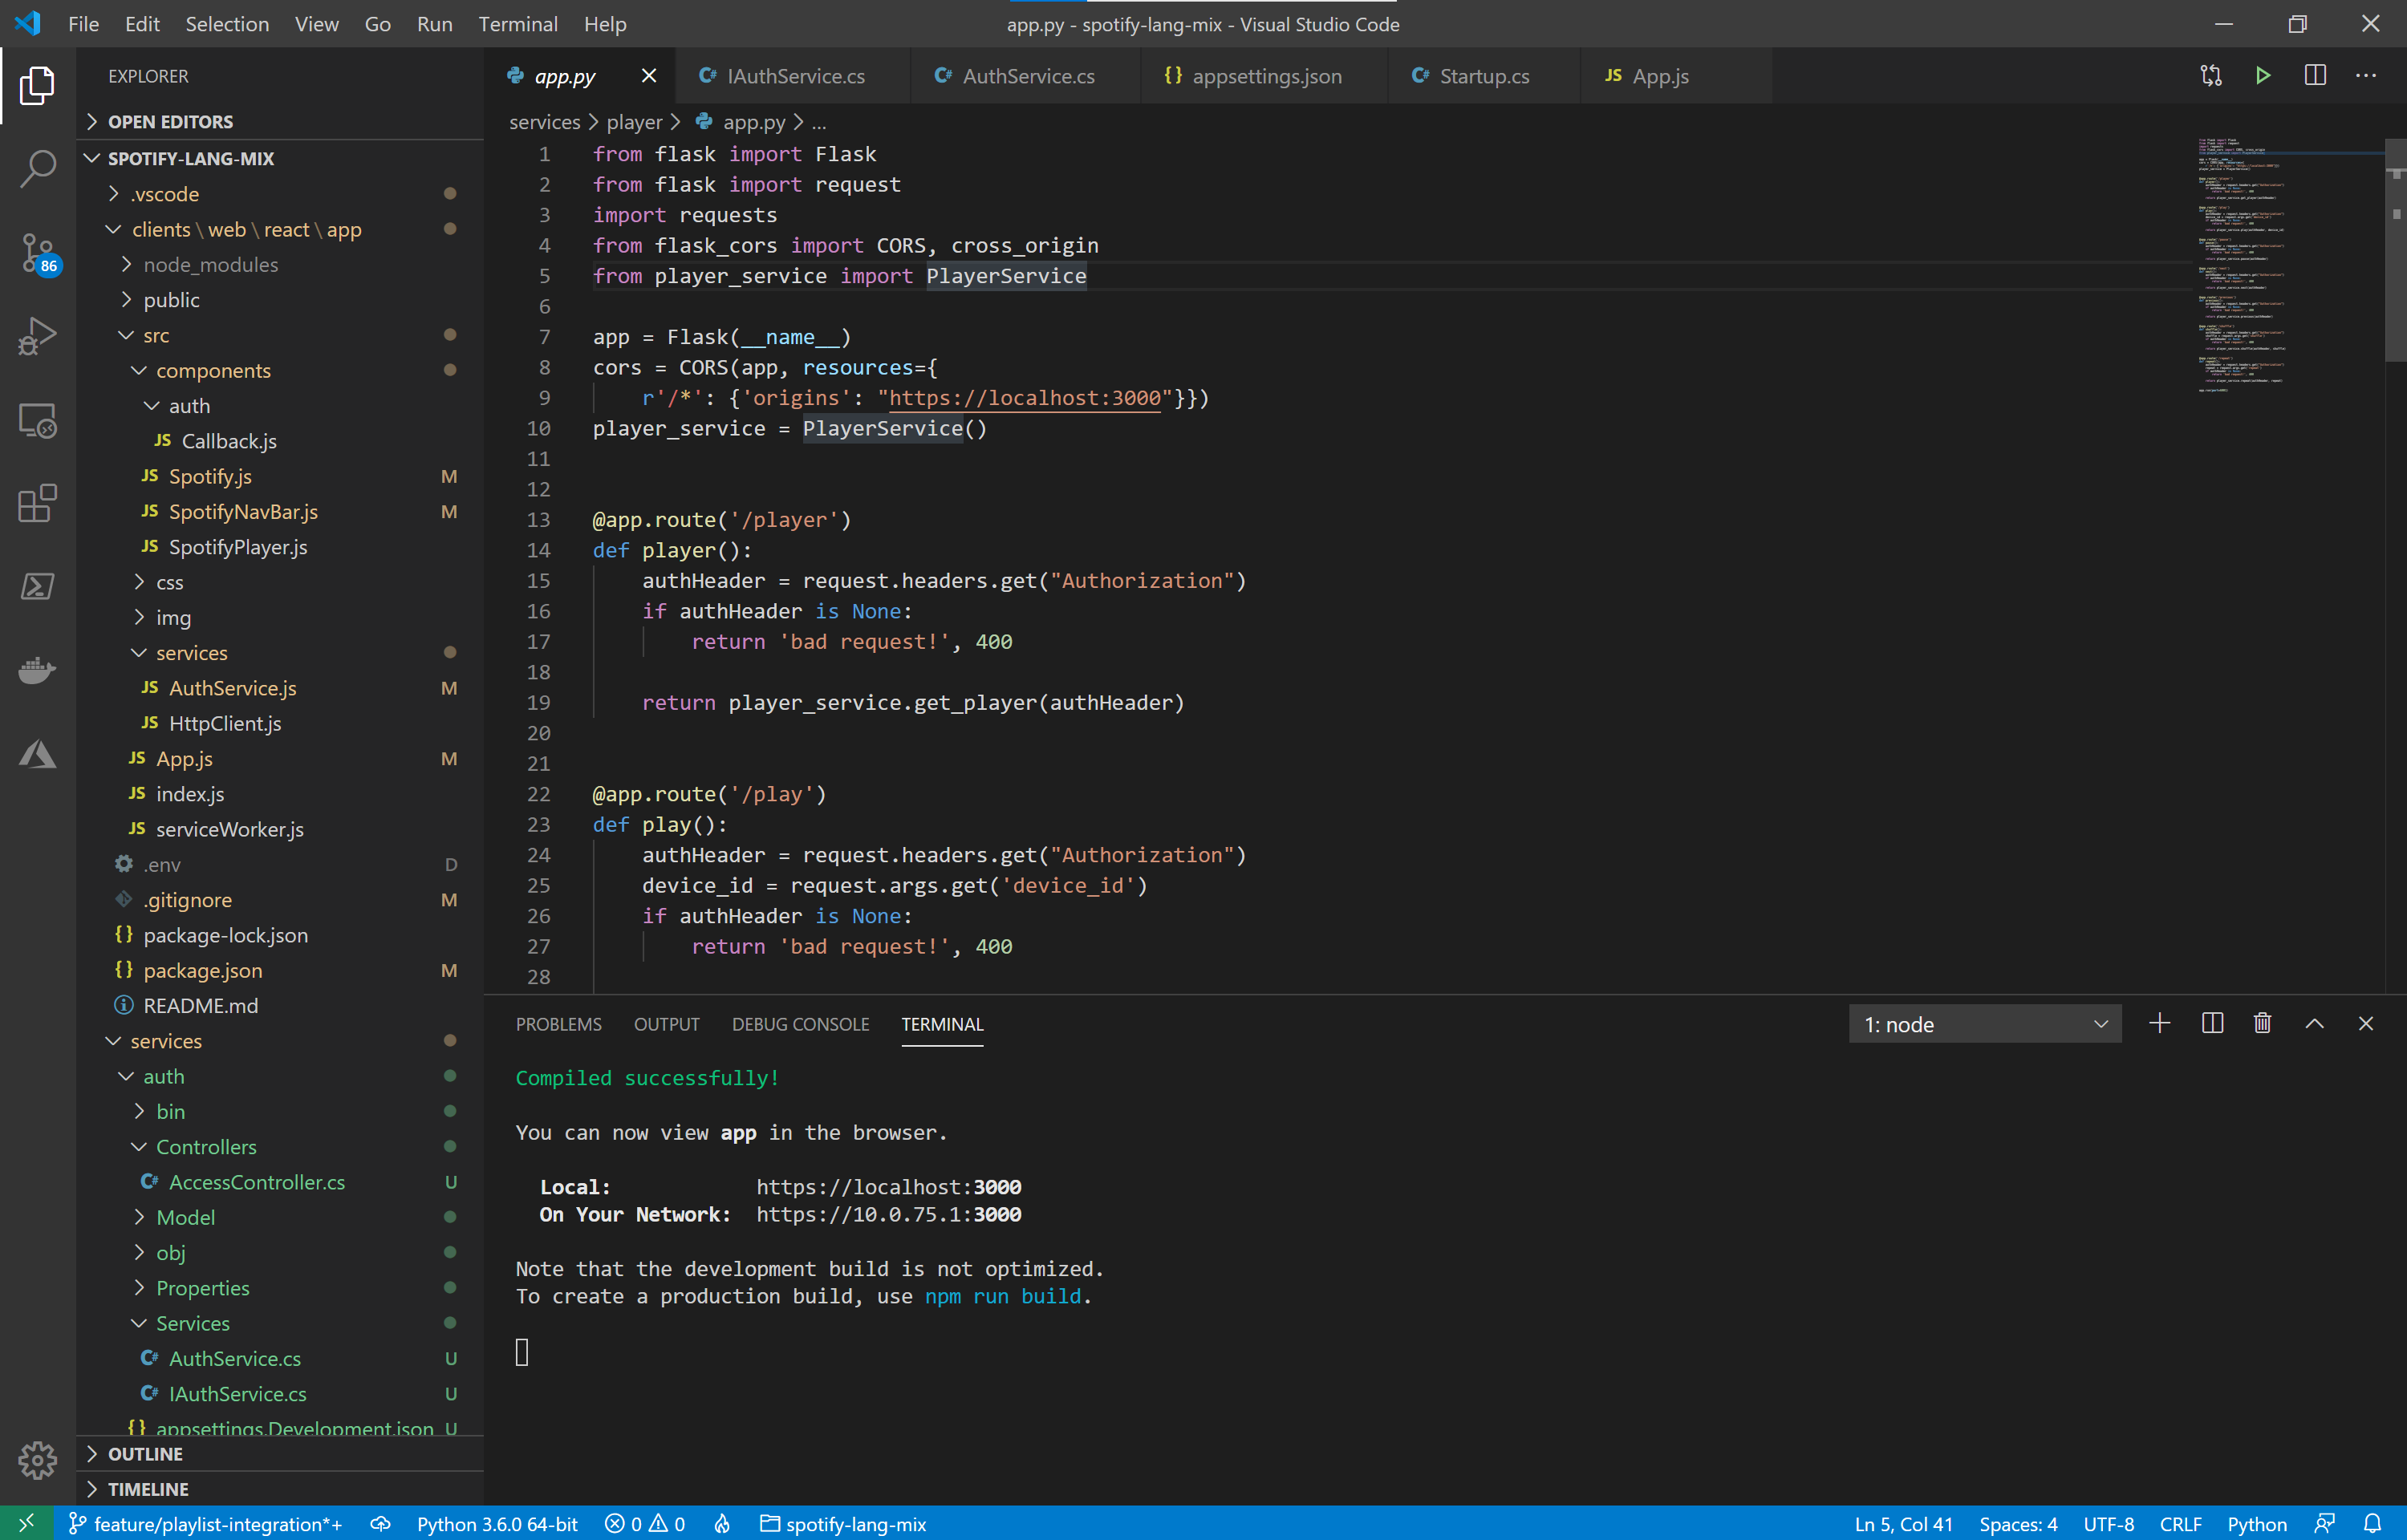 File Edit Selection View Go Run Terminal Help
app.py - spotify-lang-mix - Visual Studio Code
EXPLORER
OPEN EDITORS
SPOTIFY-LANG-MIX
.vscode
clients \ web \ react \ app
node_modules
public
src
components
auth
JS Callback.js
JS Spotify.js M
JS SpotifyNavBar.js M
JS SpotifyPlayer.js
css
img
services
JS AuthService.js M
JS HttpClient.js
JS App.js M
JS index.js
JS serviceWorker.js
.env D
.gitignore M
{} package-lock.json
{} package.json M
README.md
services
auth
bin
Controllers
C# AccessController.cs U
Model
obj
Properties
Services
C# AuthService.cs U
C# IAuthService.cs U
{} appsettings.Development.json U
OUTLINE
TIMELINE
86
app.py C# IAuthService.cs C# AuthService.cs {} appsettings.json C# Startup.cs JS App.js
services > player > app.py > ...
1 from flask import Flask
2 from flask import request
3 import requests
4 from flask_cors import CORS, cross_origin
5 from player_service import PlayerService
6
7 app = Flask(__name__)
8 cors = CORS(app, resources={
9 r'/*': {'origins': "https://localhost:3000"}})
10 player_service = PlayerService()
11
12
13 @app.route('/player')
14 def player():
15 authHeader = request.headers.get("Authorization")
16 if authHeader is None:
17 return 'bad request!', 400
18
19 return player_service.get_player(authHeader)
20
21
22 @app.route('/play')
23 def play():
24 authHeader = request.headers.get("Authorization")
25 device_id = request.args.get('device_id')
26 if authHeader is None:
27 return 'bad request!', 400
28
PROBLEMS OUTPUT DEBUG CONSOLE TERMINAL 1: node
Compiled successfully!
You can now view app in the browser.
Local: https://localhost:3000
On Your Network: https://10.0.75.1:3000
Note that the development build is not optimized.
To create a production build, use npm run build.
feature/playlist-integration*+ Python 3.6.0 64-bit 0 0 spotify-lang-mix Ln 5, Col 41 Spaces: 4 UTF-8 CRLF Python